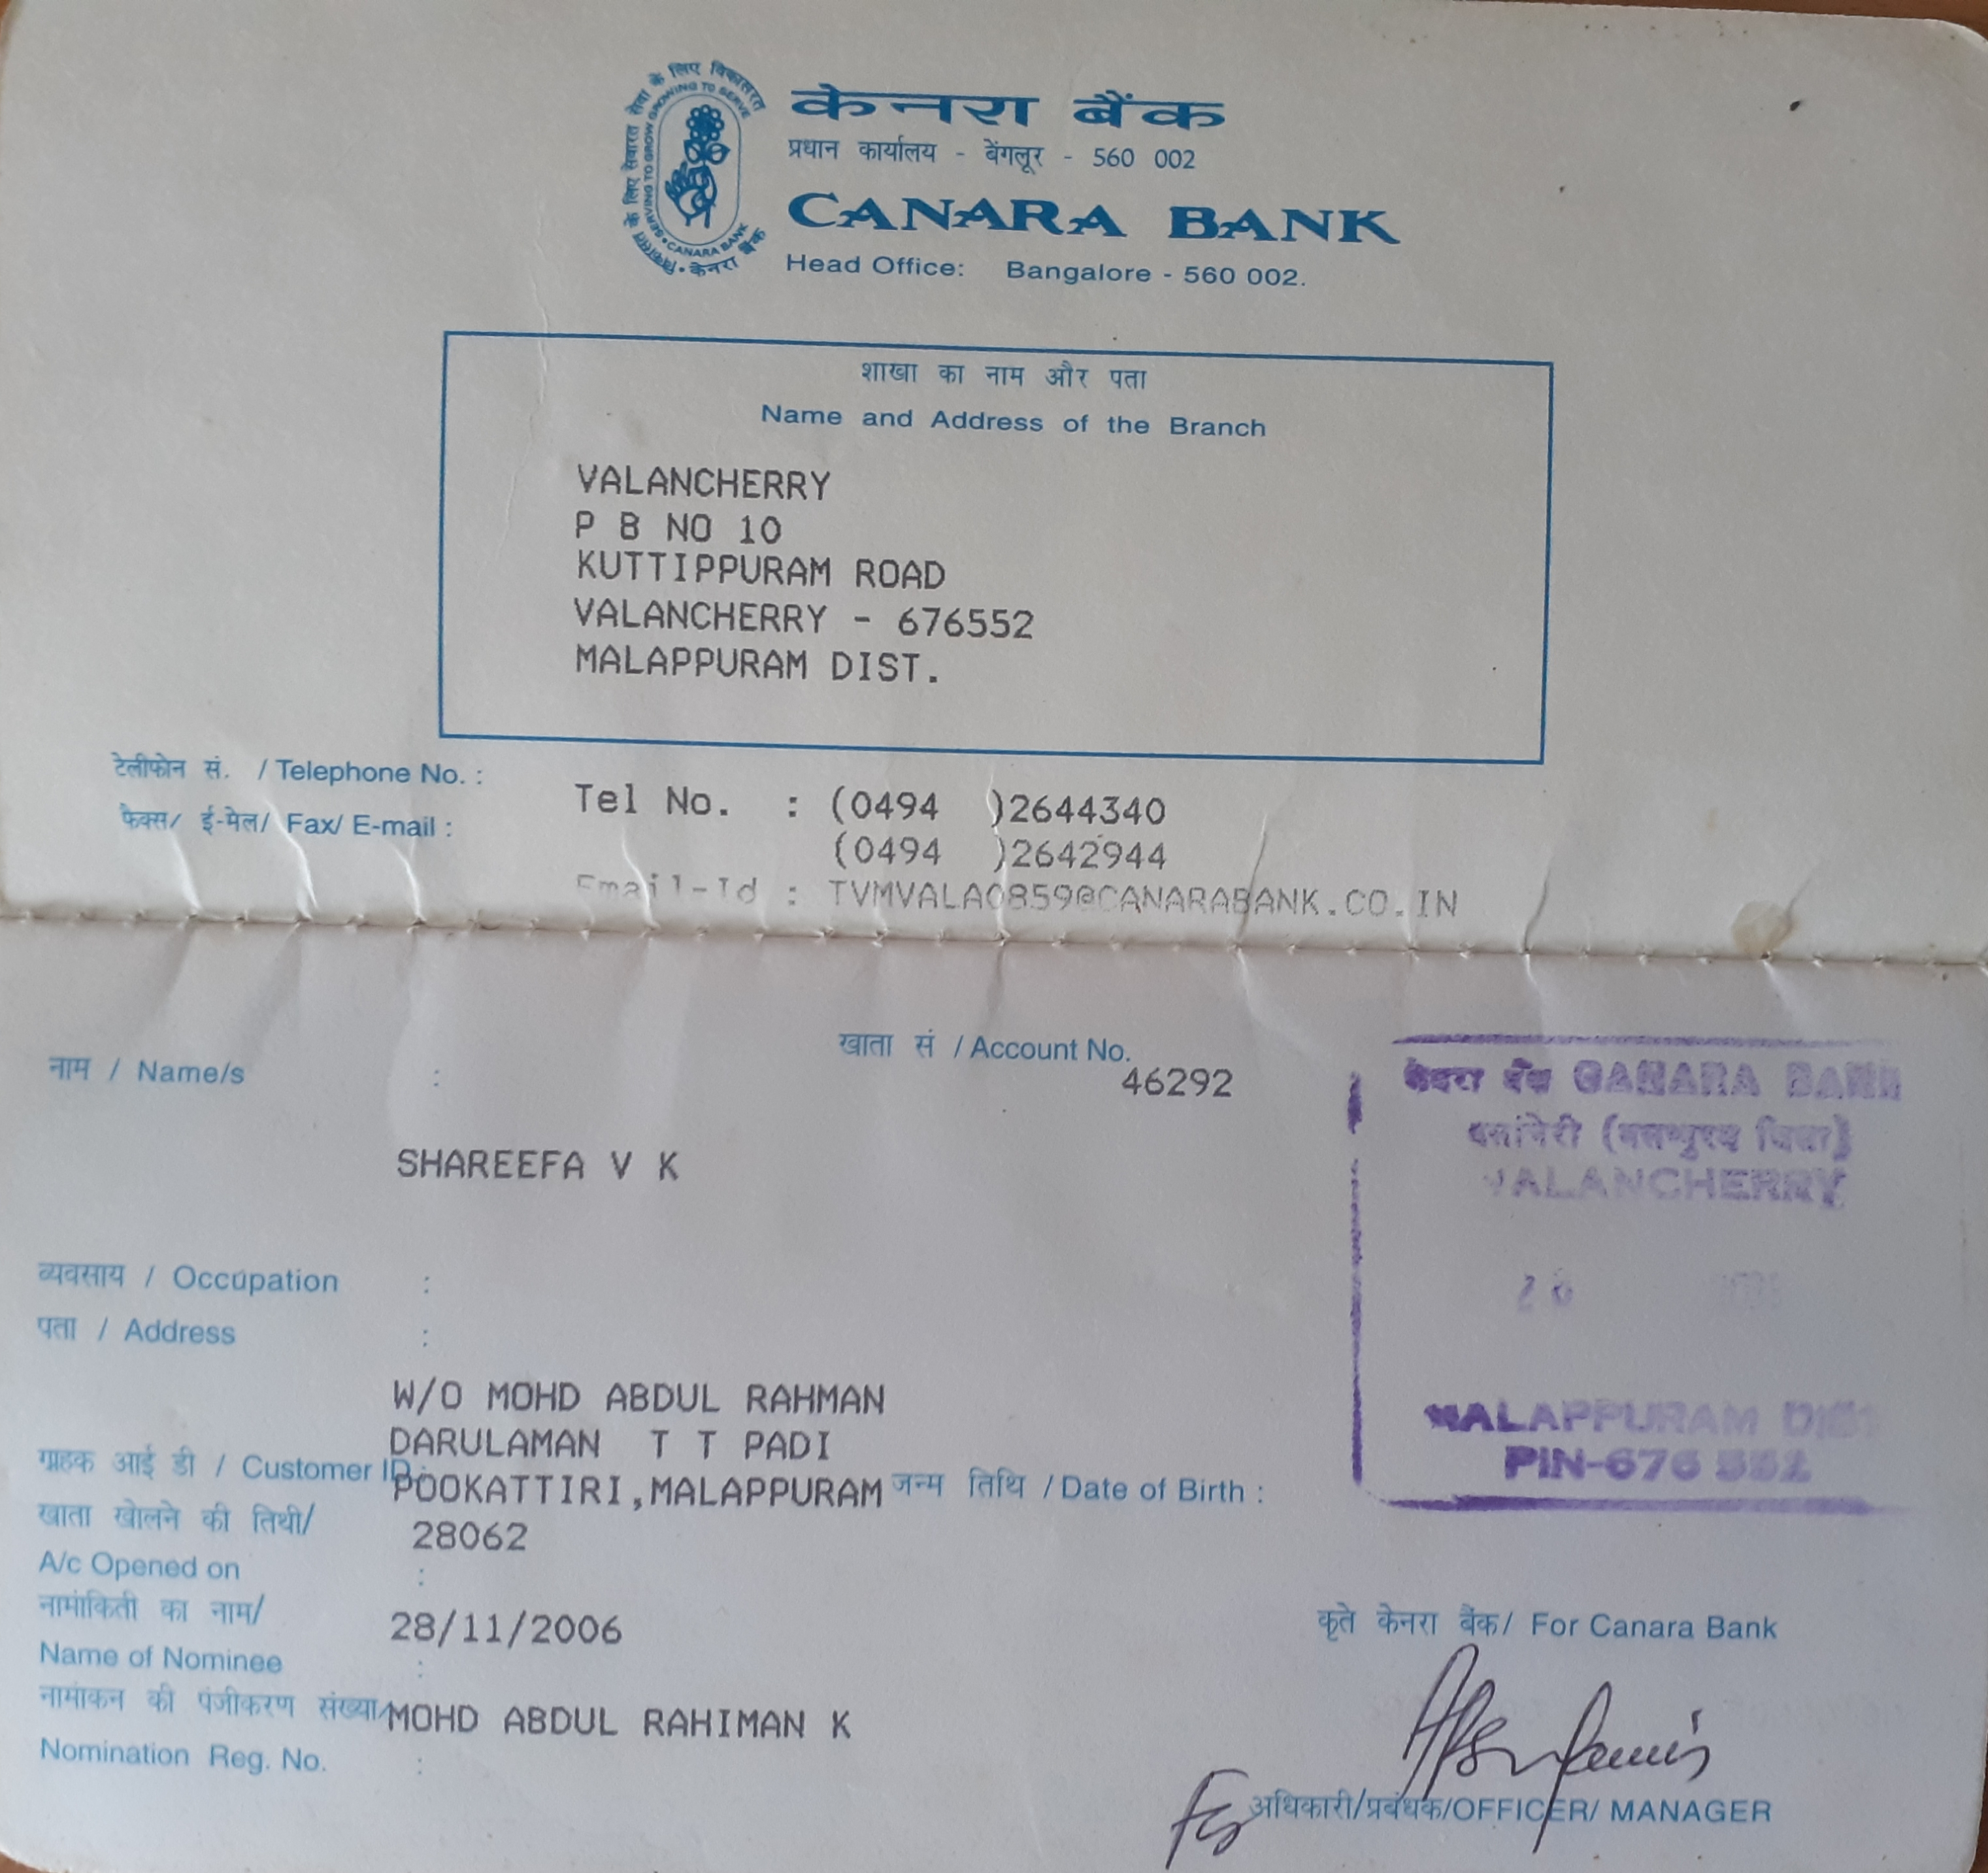 विकास के लिए सेवारत सेवा के लिए विकासरत
SERVING TO GROW GROWING TO SERVE
CANARA BANK
केनरा बैंक
केनरा बैंक
प्रधान कार्यालय - बेंगलूर - 560 002
CANARA BANK
Head Office: Bangalore - 560 002.
शाखा का नाम और पता
Name and Address of the Branch
VALANCHERRY
P B NO 10
KUTTIPPURAM ROAD
VALANCHERRY - 676552
MALAPPURAM DIST.
टेलीफोन सं. / Telephone No. : Tel No. : (0494 )2644340
फैक्स/ ई-मेल/ Fax/ E-mail : (0494 )2642944
Email-Id : TVMVALA0859@CANARABANK.CO.IN
खाता सं / Account No. 46292
नाम / Name/s :
SHAREEFA V K
केनरा बैंक CANARA BANK
VALANCHERRY
MALAPPURAM DIST
PIN-676 552
व्यवसाय / Occupation :
पता / Address :
W/O MOHD ABDUL RAHMAN
DARULAMAN T T PADI
ग्राहक आई डी / Customer ID: POOKATTIRI,MALAPPURAM जन्म तिथि / Date of Birth :
खाता खोलने की तिथी/ 28062
A/c Opened on :
नामांकिती का नाम/ 28/11/2006
Name of Nominee :
नामांकन की पंजीकरण संख्या/ MOHD ABDUL RAHIMAN K
Nomination Reg. No. :
कृते केनरा बैंक/ For Canara Bank
अधिकारी/प्रबंधक/OFFICER/ MANAGER